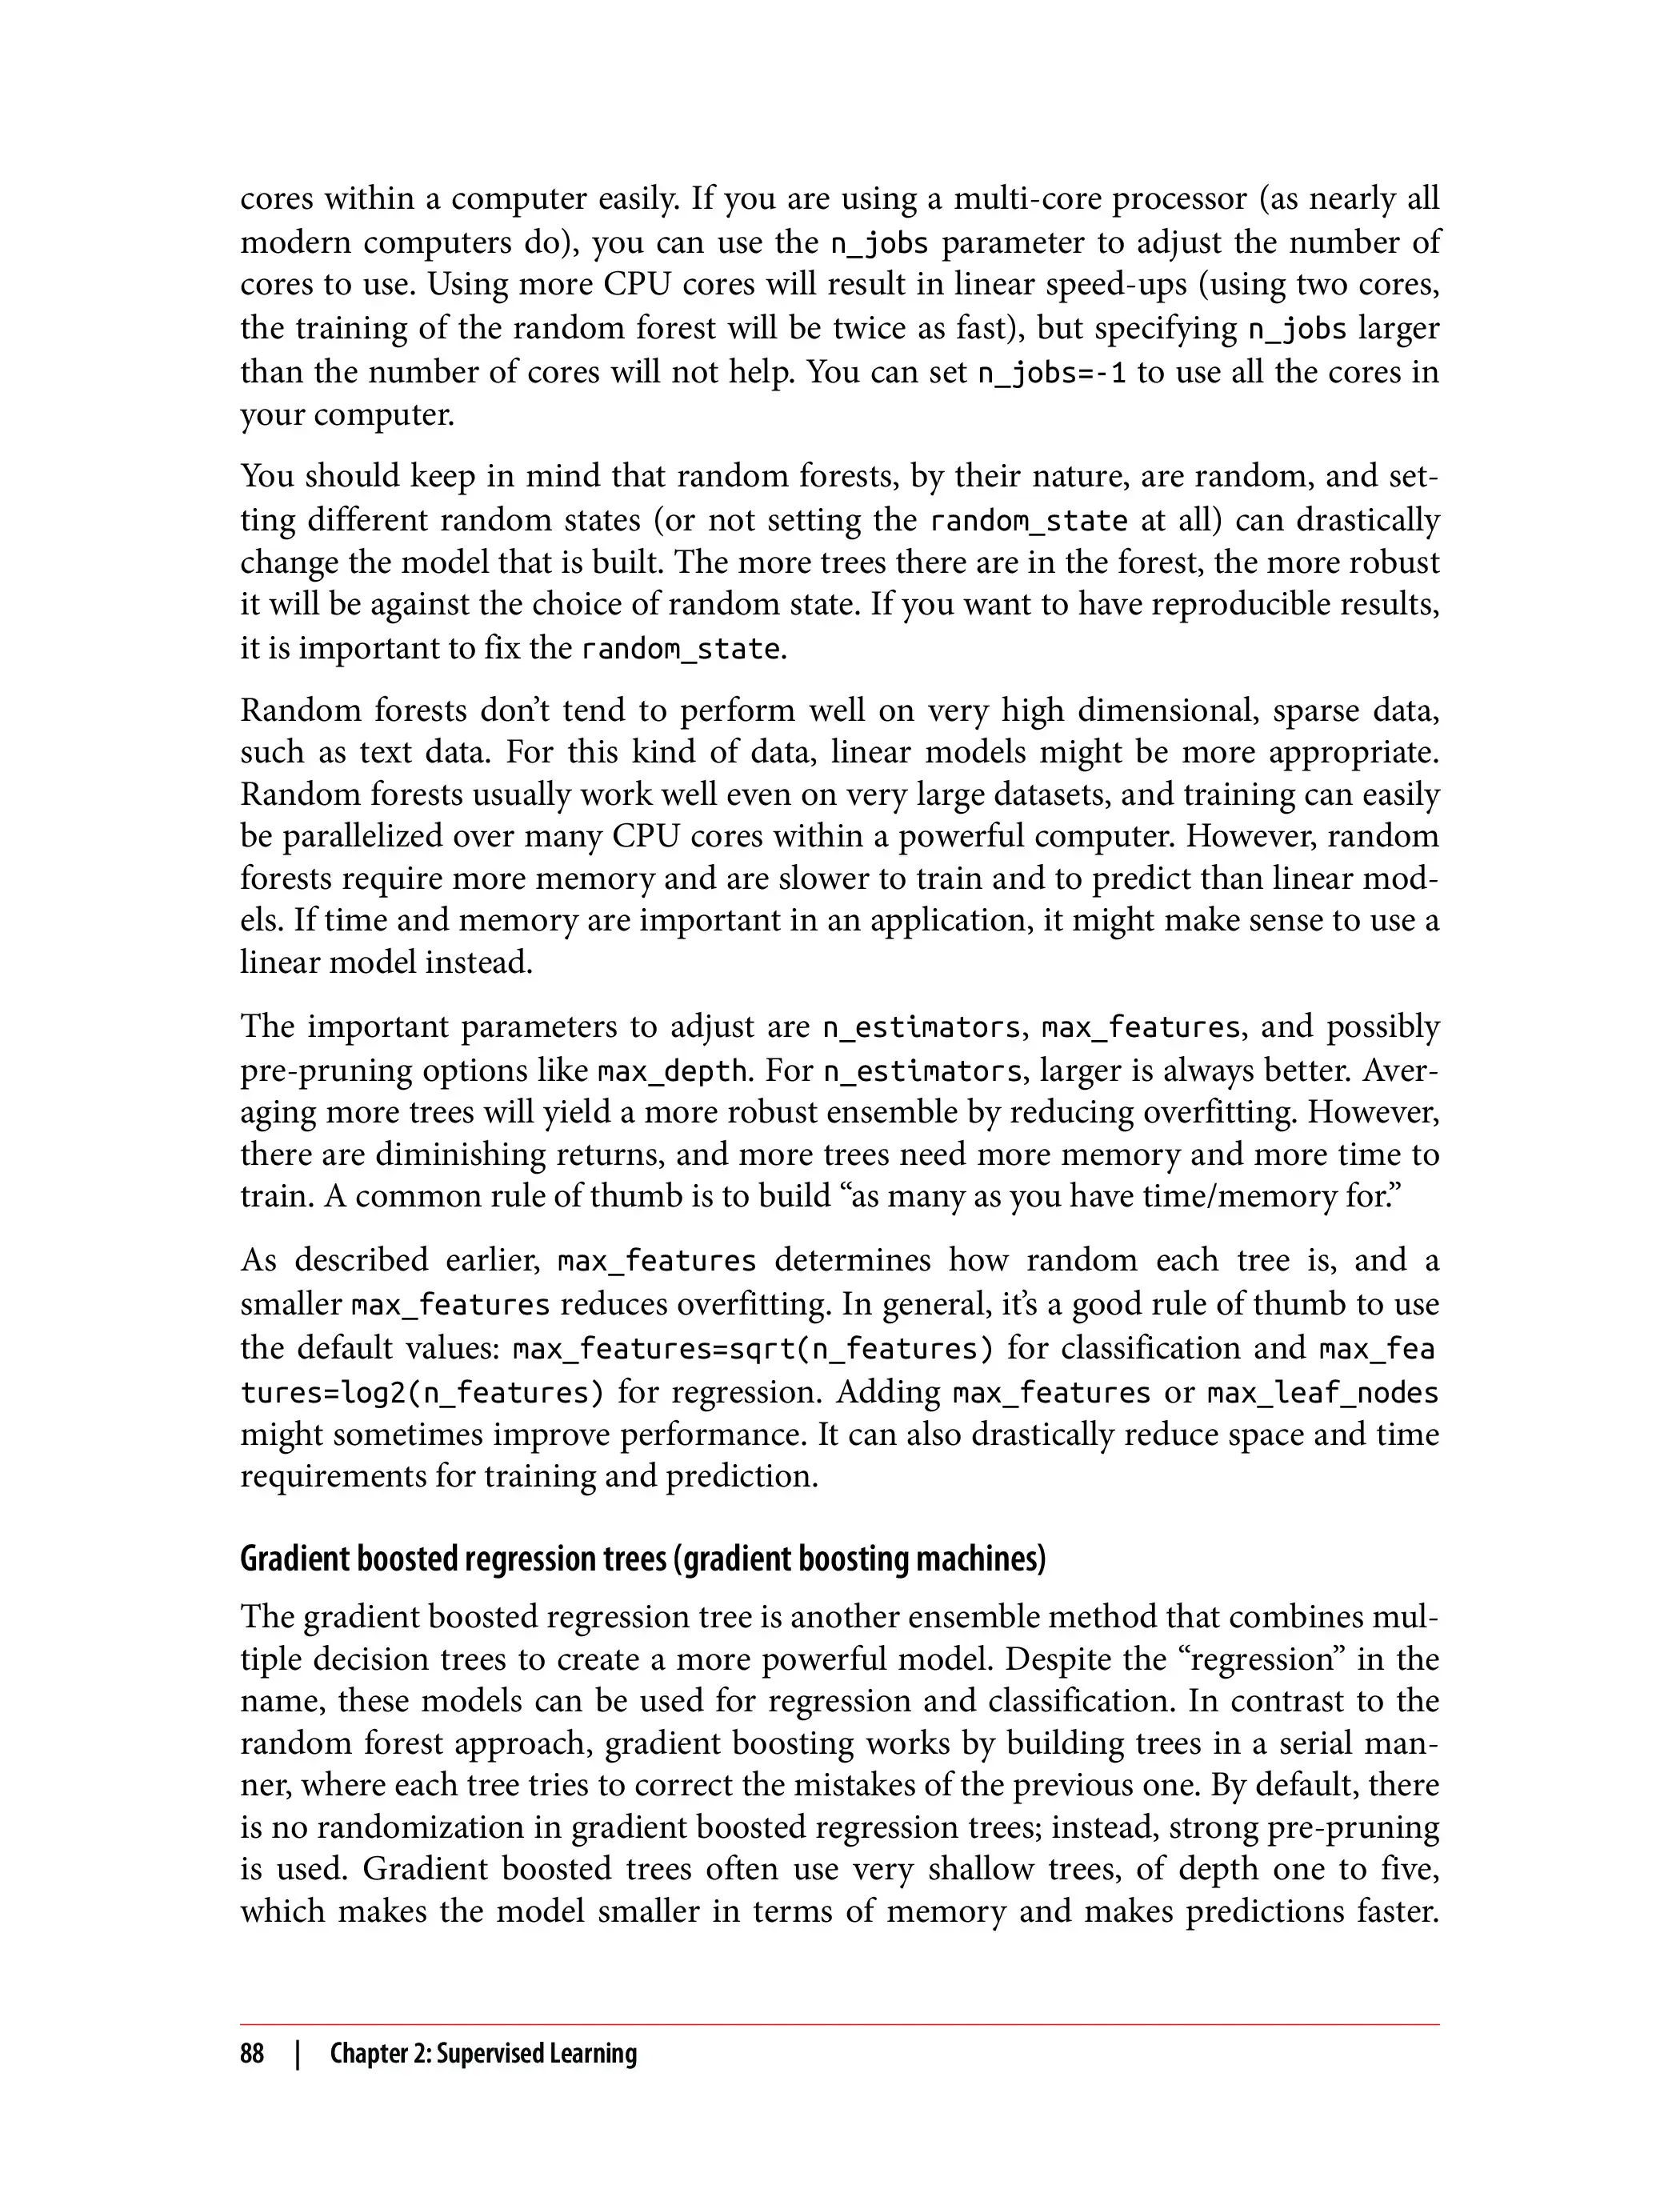 cores within a computer easily. If you are using a multi-core processor (as nearly all
modern computers do), you can use the n_jobs parameter to adjust the number of
cores to use. Using more CPU cores will result in linear speed-ups (using two cores,
the training of the random forest will be twice as fast), but specifying n_jobs larger
than the number of cores will not help. You can set n_jobs=-1 to use all the cores in
your computer.
You should keep in mind that random forests, by their nature, are random, and set-
ting different random states (or not setting the random_state at all) can drastically
change the model that is built. The more trees there are in the forest, the more robust
it will be against the choice of random state. If you want to have reproducible results,
it is important to fix the random_state.
Random forests don’t tend to perform well on very high dimensional, sparse data,
such as text data. For this kind of data, linear models might be more appropriate.
Random forests usually work well even on very large datasets, and training can easily
be parallelized over many CPU cores within a powerful computer. However, random
forests require more memory and are slower to train and to predict than linear mod-
els. If time and memory are important in an application, it might make sense to use a
linear model instead.
The important parameters to adjust are n_estimators, max_features, and possibly
pre-pruning options like max_depth. For n_estimators, larger is always better. Aver-
aging more trees will yield a more robust ensemble by reducing overfitting. However,
there are diminishing returns, and more trees need more memory and more time to
train. A common rule of thumb is to build “as many as you have time/memory for.”
As described earlier, max_features determines how random each tree is, and a
smaller max_features reduces overfitting. In general, it’s a good rule of thumb to use
the default values: max_features=sqrt(n_features) for classification and max_fea
tures=log2(n_features) for regression. Adding max_features or max_leaf_nodes
might sometimes improve performance. It can also drastically reduce space and time
requirements for training and prediction.
Gradient boosted regression trees (gradient boosting machines)
The gradient boosted regression tree is another ensemble method that combines mul-
tiple decision trees to create a more powerful model. Despite the “regression” in the
name, these models can be used for regression and classification. In contrast to the
random forest approach, gradient boosting works by building trees in a serial man-
ner, where each tree tries to correct the mistakes of the previous one. By default, there
is no randomization in gradient boosted regression trees; instead, strong pre-pruning
is used. Gradient boosted trees often use very shallow trees, of depth one to five,
which makes the model smaller in terms of memory and makes predictions faster.
88 | Chapter 2: Supervised Learning